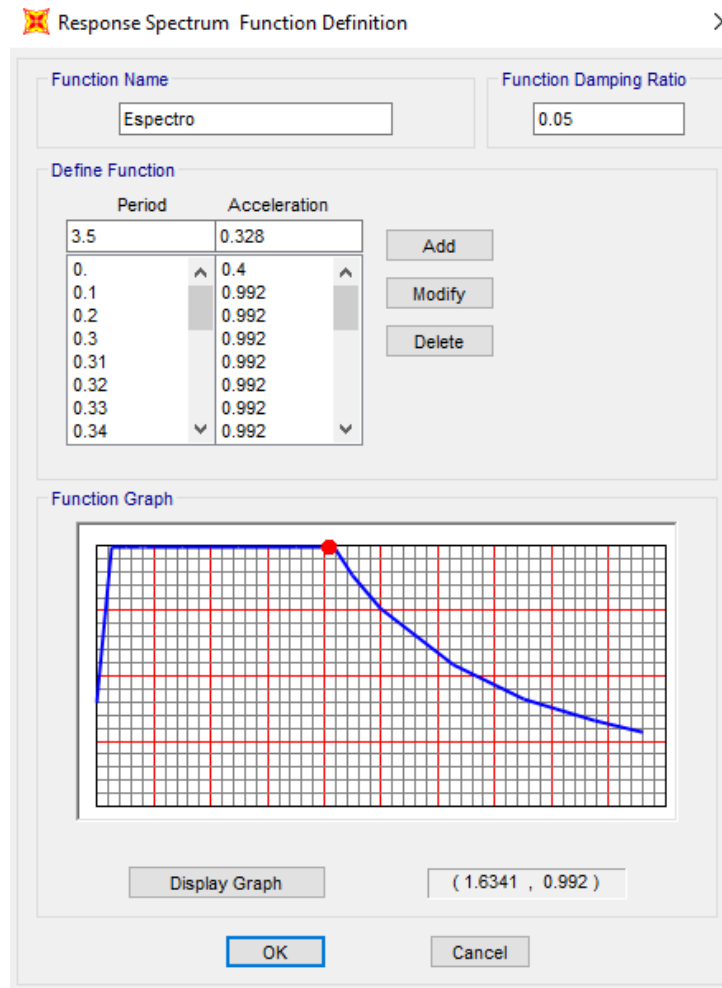 Response Spectrum Function Definition
Function Name
Espectro
Function Damping Ratio
0.05
Define Function
Period Acceleration
3.5 0.328
0. 0.4
0.1 0.992
0.2 0.992
0.3 0.992
0.31 0.992
0.32 0.992
0.33 0.992
0.34 0.992
Add
Modify
Delete
Function Graph
Display Graph
( 1.6341 , 0.992 )
OK
Cancel